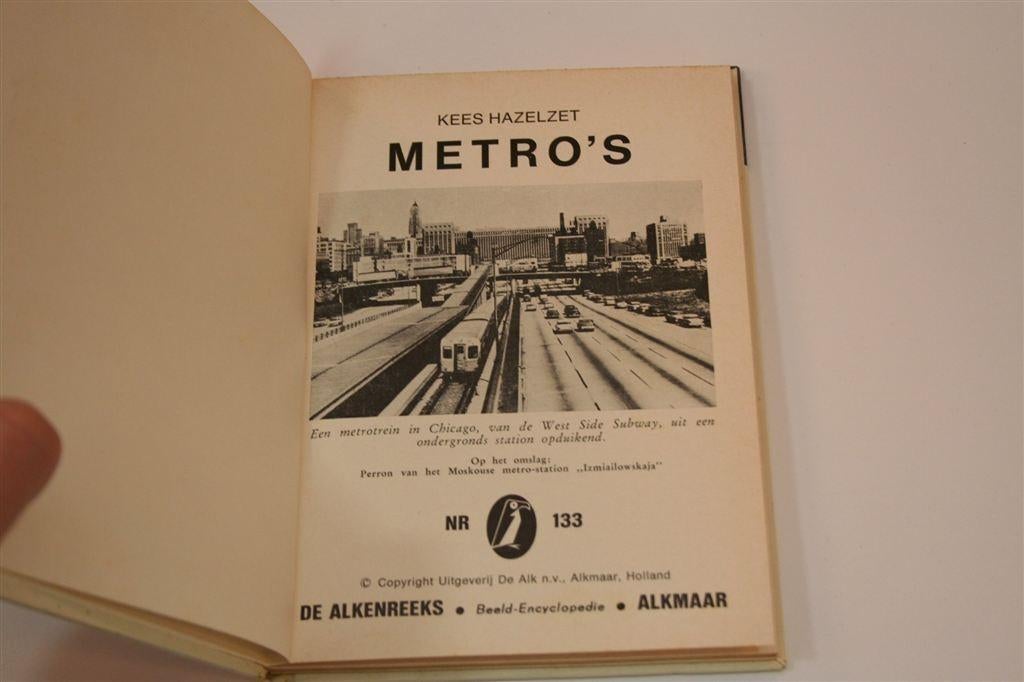 KEES HAZELZET
METRO'S
Een metrotrein in Chicago, van de West Side Subway, uit een
ondergronds station opduikend.
Op het omslag:
Perron van het Moskouse metro-station „Izmiailowskaja”
NR 133
© Copyright Uitgeverij De Alk n.v., Alkmaar, Holland
DE ALKENREEKS • Beeld-Encyclopedie • ALKMAAR